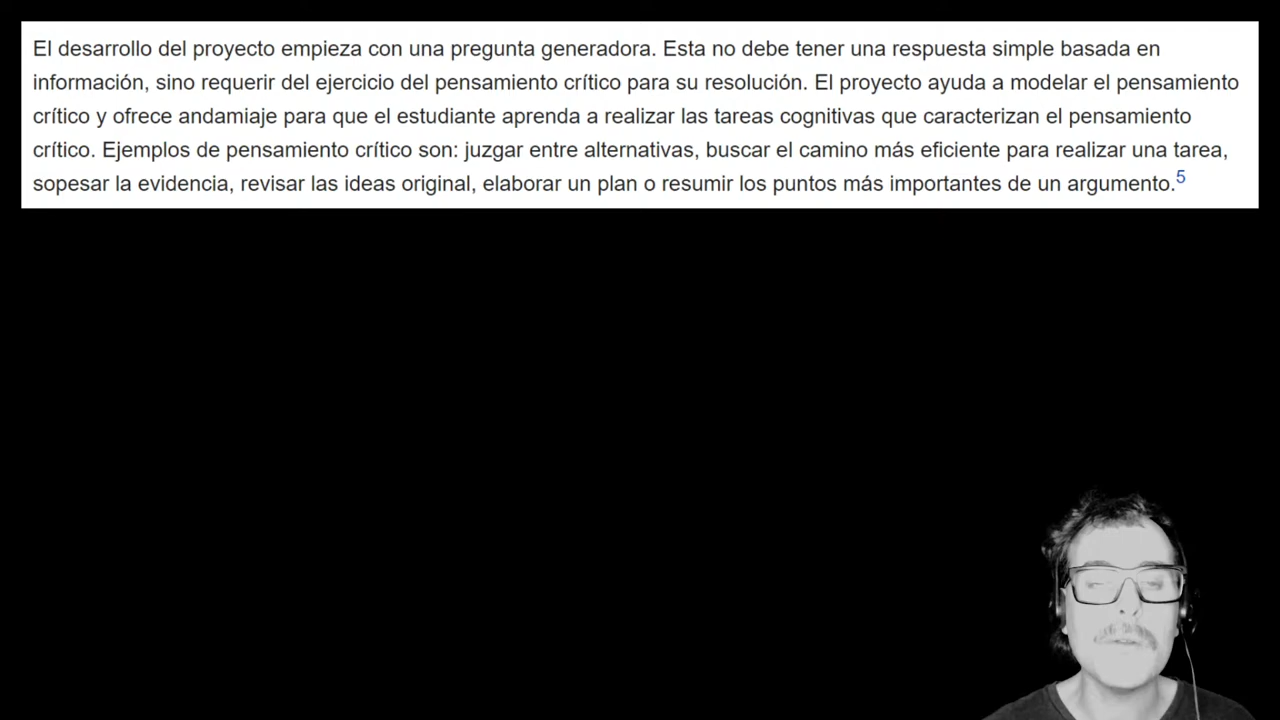 El desarrollo del proyecto empieza con una pregunta generadora. Esta no debe tener una respuesta simple basada en
información, sino requerir del ejercicio del pensamiento crítico para su resolución. El proyecto ayuda a modelar el pensamiento
crítico y ofrece andamiaje para que el estudiante aprenda a realizar las tareas cognitivas que caracterizan el pensamiento
crítico. Ejemplos de pensamiento crítico son: juzgar entre alternativas, buscar el camino más eficiente para realizar una tarea,
sopesar la evidencia, revisar las ideas original, elaborar un plan o resumir los puntos más importantes de un argumento.5